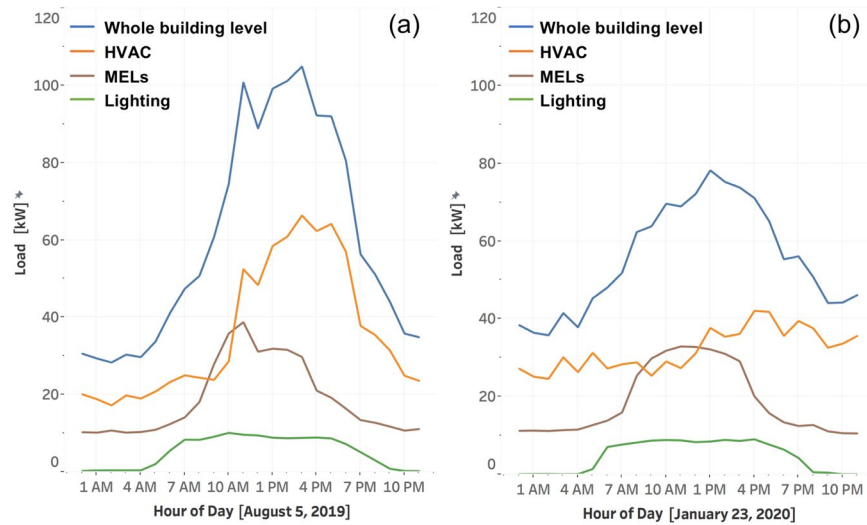 (a)
Whole building level
HVAC
MELs
Lighting
120
100
80
60
40
20
0
Load [kW]
1 AM 4 AM 7 AM 10 AM 1 PM 4 PM 7 PM 10 PM
Hour of Day [August 5, 2019]
(b)
Whole building level
HVAC
MELs
Lighting
120
100
80
60
40
20
0
Load [kW]
1 AM 4 AM 7 AM 10 AM 1 PM 4 PM 7 PM 10 PM
Hour of Day [January 23, 2020]